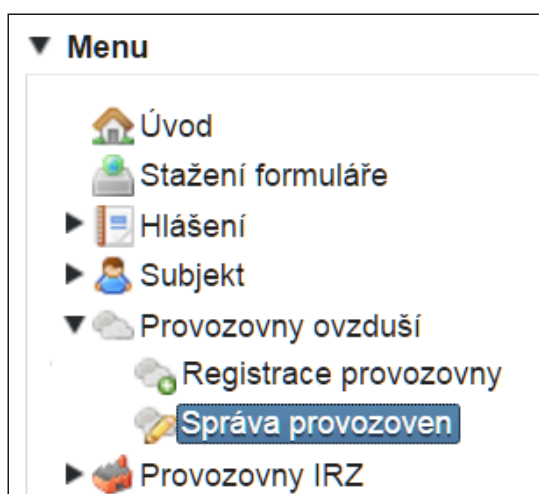 Menu
Úvod
Stažení formuláře
Hlášení
Subjekt
Provozovny ovzduší
Registrace provozovny
Správa provozoven
Provozovny IRZ